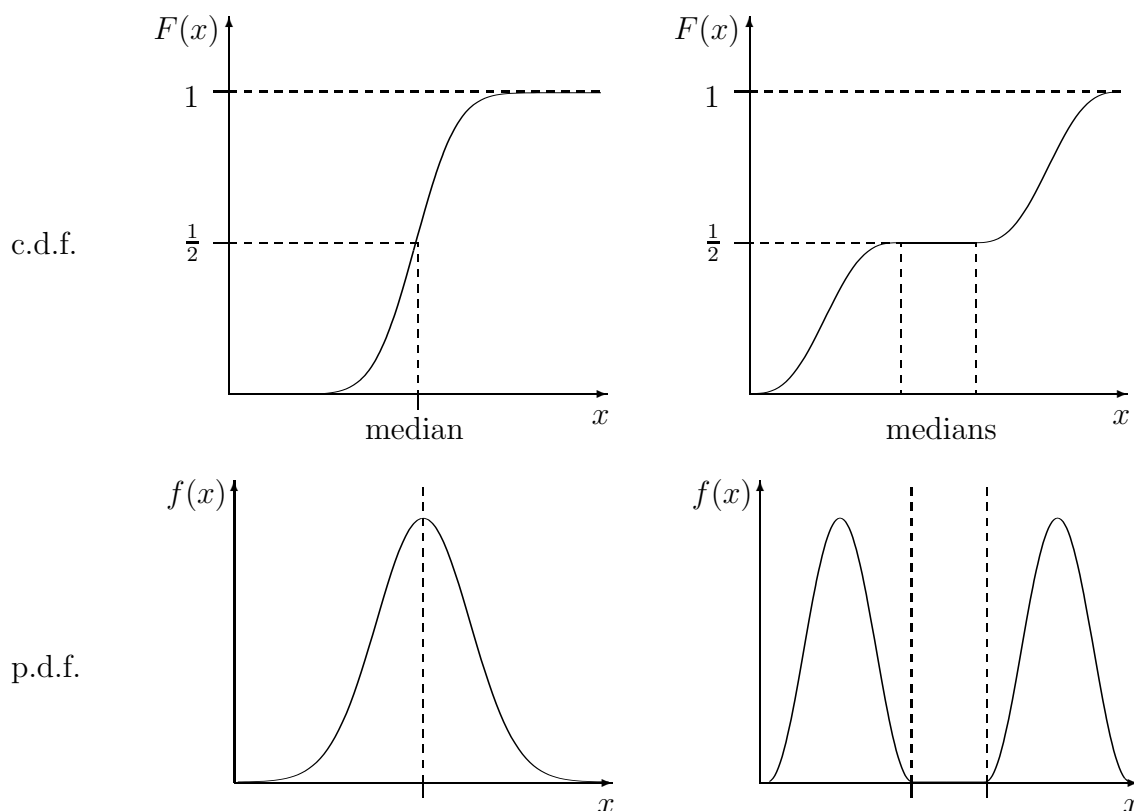 F(x)
1
1/2
x
median
F(x)
1
1/2
x
medians
c.d.f.
f(x)
x
f(x)
x
p.d.f.